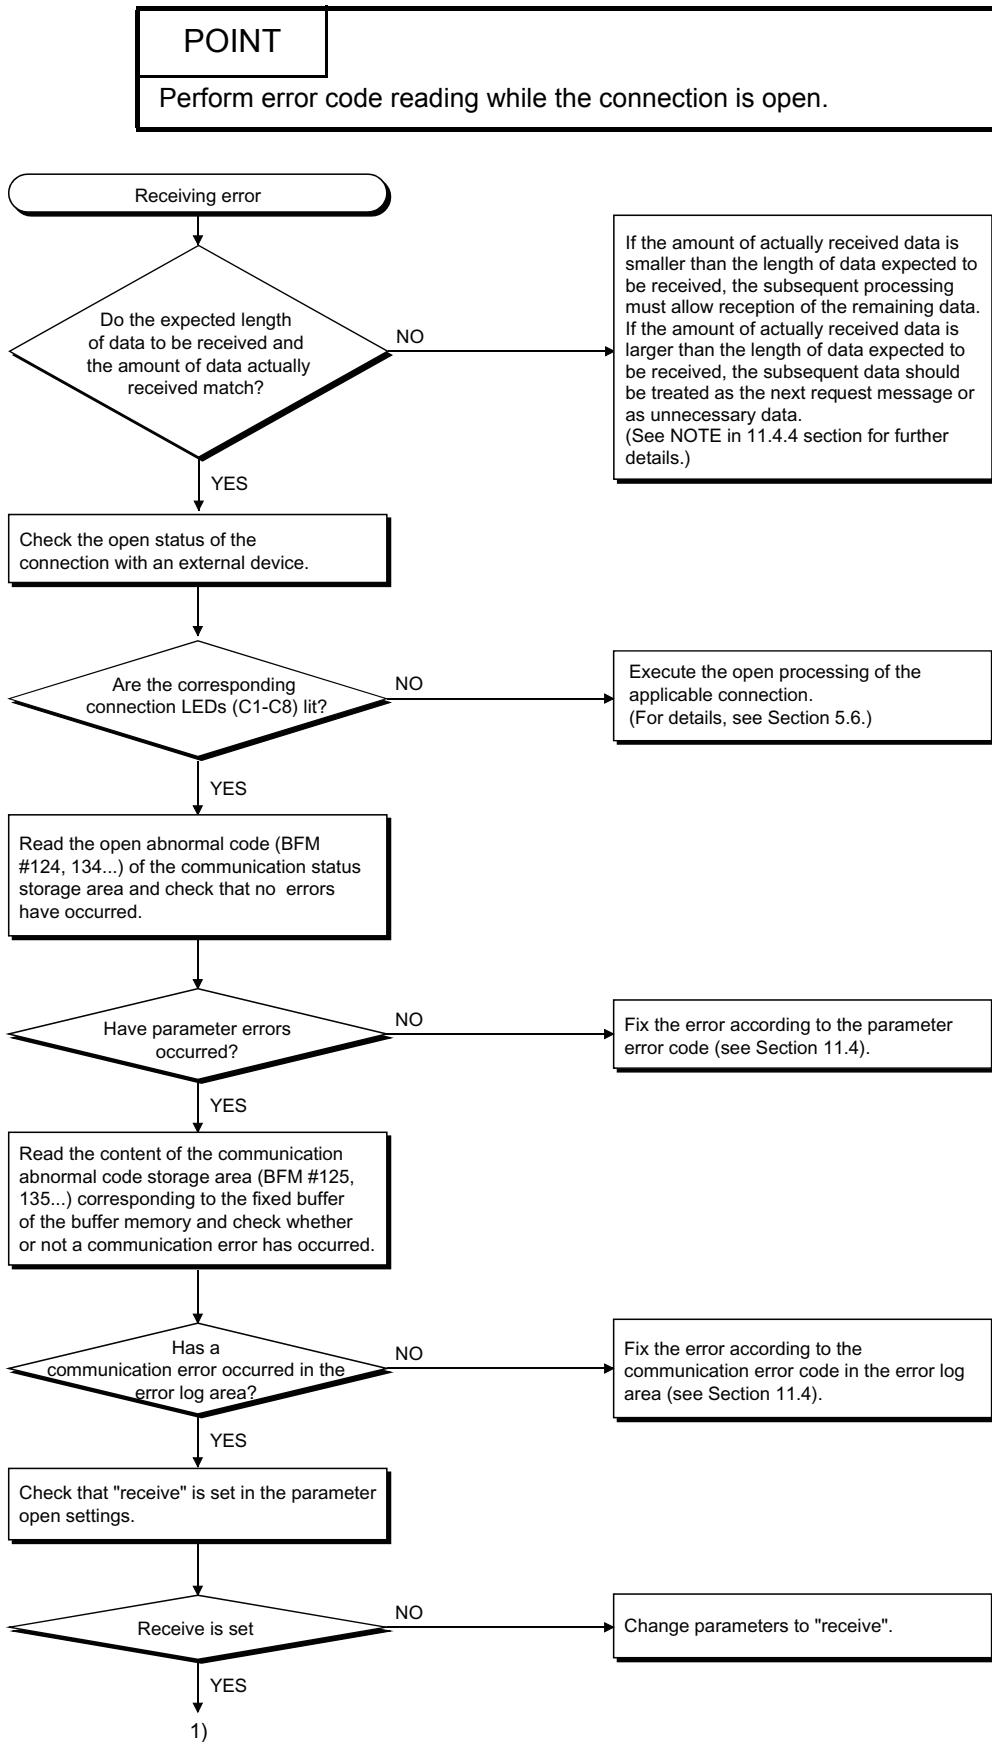 POINT
Perform error code reading while the connection is open.
Receiving error
Do the expected length
of data to be received and
the amount of data actually
received match?
NO
If the amount of actually received data is
smaller than the length of data expected to
be received, the subsequent processing
must allow reception of the remaining data.
If the amount of actually received data is
larger than the length of data expected to
be received, the subsequent data should
be treated as the next request message or
as unnecessary data.
(See NOTE in 11.4.4 section for further
details.)
YES
Check the open status of the
connection with an external device.
Are the corresponding
connection LEDs (C1-C8) lit?
NO
Execute the open processing of the
applicable connection.
(For details, see Section 5.6.)
YES
Read the open abnormal code (BFM
#124, 134...) of the communication status
storage area and check that no errors
have occurred.
Have parameter errors
occurred?
NO
Fix the error according to the parameter
error code (see Section 11.4).
YES
Read the content of the communication
abnormal code storage area (BFM #125,
135...) corresponding to the fixed buffer
of the buffer memory and check whether
or not a communication error has occurred.
Has a
communication error occurred in the
error log area?
NO
Fix the error according to the
communication error code in the error log
area (see Section 11.4).
YES
Check that "receive" is set in the parameter
open settings.
Receive is set
NO
Change parameters to "receive".
YES
1)